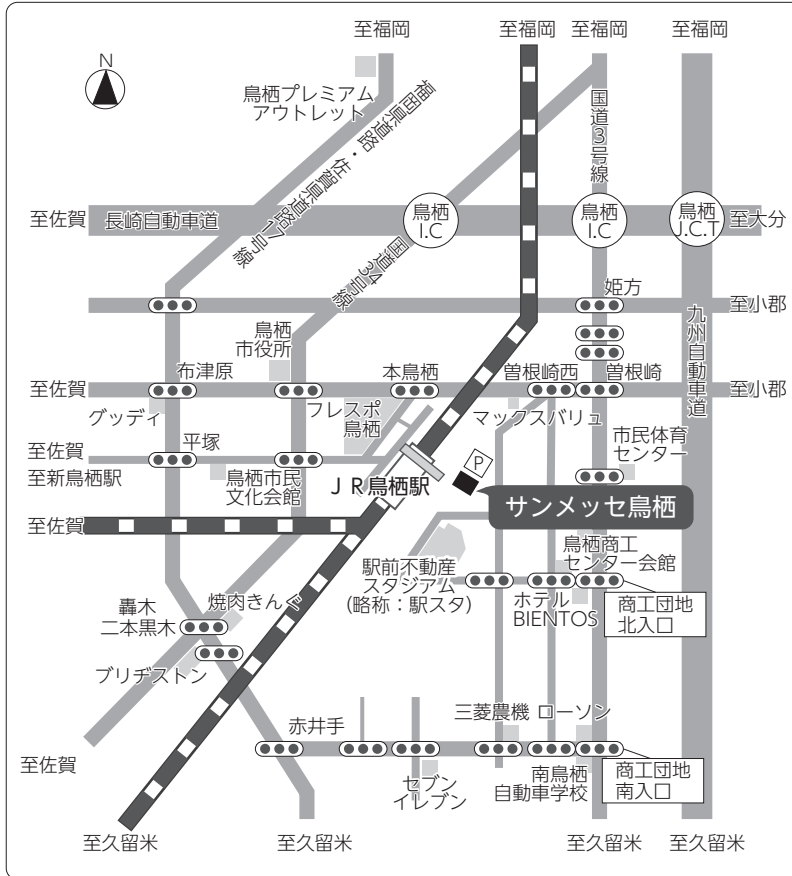 至福岡
至福岡
至福岡
至福岡
N
鳥栖プレミアム
アウトレット
福岡県道路・佐賀県道路17号線
国道3号線
至佐賀
長崎自動車道
鳥栖
I.C
鳥栖
I.C
鳥栖
J.C.T
至大分
国道34号線
姫方
至小郡
九州自動車道
鳥栖
市役所
布津原
本鳥栖
曽根崎西
曽根崎
至佐賀
至小郡
グッディ
フレスポ
鳥栖
マックスバリュ
平塚
市民体育
センター
至佐賀
至新鳥栖駅
鳥栖市民
文化会館
JR鳥栖駅
P
サンメッセ鳥栖
至佐賀
鳥栖商工
センター会館
駅前不動産
スタジアム
(略称：駅スタ)
ホテル
BIENTOS
商工団地
北入口
轟木
二本黒木
焼肉きんぐ
ブリヂストン
三菱農機
ローソン
赤井手
至佐賀
セブン
イレブン
南鳥栖
自動車学校
商工団地
南入口
至久留米
至久留米
至久留米
至久留米